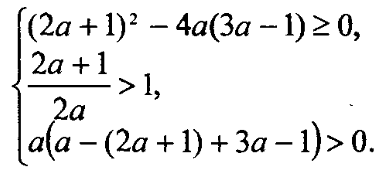 (2a + 1)² − 4a(3a − 1) ≥ 0,
(2a + 1)/(2a) > 1,
a(a − (2a + 1) + 3a − 1) > 0.